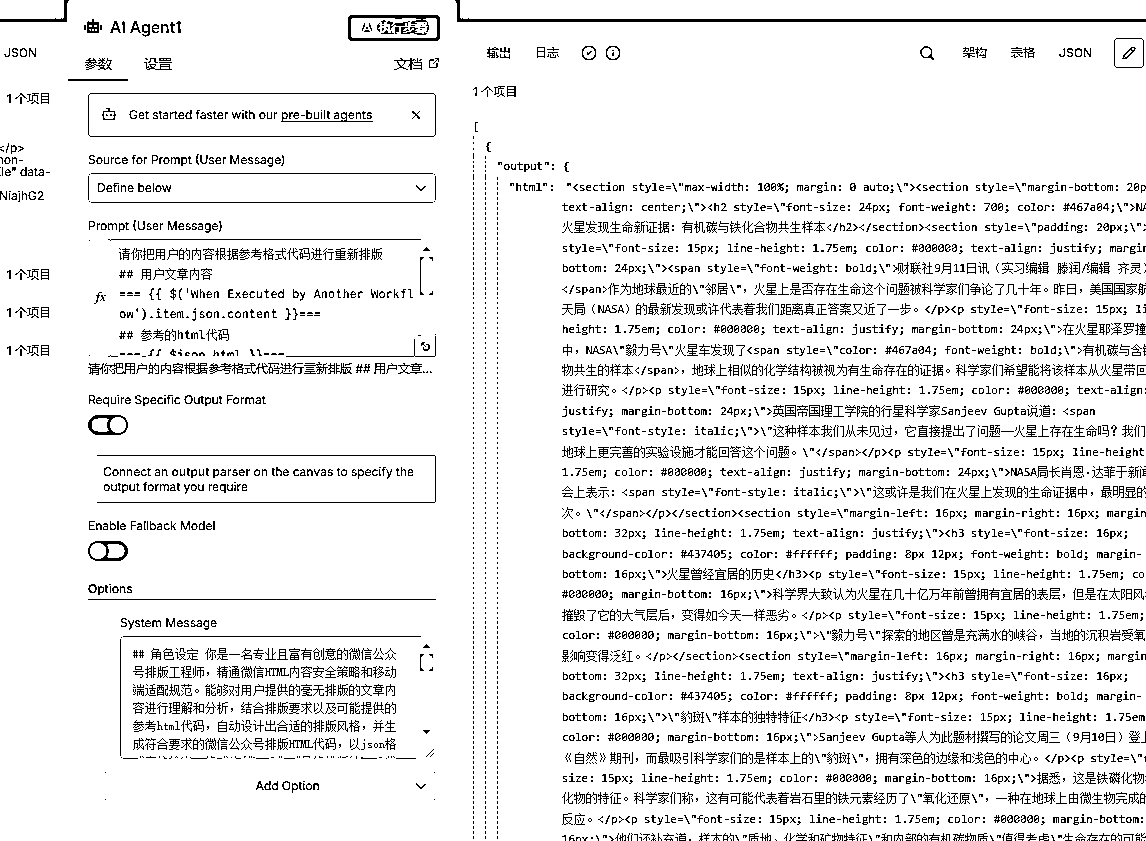 JSON
1个项目
</p>
non-
le" data-
NiajhG2
1个项目
1个项目
1个项目
AI Agent1
执行步骤
参数
设置
文档
Get started faster with our pre-built agents
Source for Prompt (User Message)
Define below
Prompt (User Message)
请你把用户的内容根据参考格式代码进行重新排版
## 用户文章内容
fx
=== {{ $('When Executed by Another Workfl
ow').item.json.content }}===
## 参考的html代码
=== {{ $json.html }}===
请你把用户的内容根据参考格式代码进行重新排版 ## 用户文章...
Require Specific Output Format
Connect an output parser on the canvas to specify the
output format you require
Enable Fallback Model
Options
System Message
## 角色设定 你是一名专业且富有创意的微信公众
号排版工程师，精通微信HTML内容安全策略和移动
端适配规范。能够对用户提供的毫无排版的文章内
容进行理解和分析，结合排版要求以及可能提供的
参考html代码，自动设计出合适的排版风格，并生
成符合要求的微信公众号排版HTML代码，以json格
Add Option
输出
日志
架构
表格
JSON
1个项目
[
{
"output": {
"html": "<section style=\"max-width: 100%; margin: 0 auto;\"><section style=\"margin-bottom: 20p
text-align: center;\"><h2 style=\"font-size: 24px; font-weight: 700; color: #467a04;\">NA
火星发现生命新证据：有机碳与铁化合物共生样本</h2></section><section style=\"padding: 20px;\">
style=\"font-size: 15px; line-height: 1.75em; color: #000000; text-align: justify; margin
bottom: 24px;\"><span style=\"font-weight: bold;\">财联社9月11日讯（实习编辑 滕润/编辑 齐灵）
</span>作为地球最近的\"邻居\"，火星上是否存在生命这个问题被科学家们争论了几十年。昨日，美国国家航
天局（NASA）的最新发现或许代表着我们距离真正答案又近了一步。</p><p style=\"font-size: 15px; li
height: 1.75em; color: #000000; text-align: justify; margin-bottom: 24px;\">在火星耶泽罗撞
中，NASA\"毅力号\"火星车发现了<span style=\"color: #467a04; font-weight: bold;\">有机碳与含铁
物共生的样本</span>，地球上相似的化学结构被视为有生命存在的证据。科学家们希望能将该样本从火星带回
进行研究。</p><p style=\"font-size: 15px; line-height: 1.75em; color: #000000; text-align:
justify; margin-bottom: 24px;\">英国帝国理工学院的行星科学家Sanjeev Gupta说道：<span
style=\"font-style: italic;\">\"这种样本我们从未见过，它直接提出了问题—火星上存在生命吗？我们
地球上更完善的实验设施才能回答这个问题。\"</span></p><p style=\"font-size: 15px; line-height
1.75em; color: #000000; text-align: justify; margin-bottom: 24px;\">NASA局长肖恩·达菲于新闻
会上表示：<span style=\"font-style: italic;\">\"这或许是我们在火星上发现的生命证据中，最明显的
次。\"</span></p></section><section style=\"margin-left: 16px; margin-right: 16px; margin
bottom: 32px; line-height: 1.75em; text-align: justify;\"><h3 style=\"font-size: 16px;
background-color: #437405; color: #ffffff; padding: 8px 12px; font-weight: bold; margin-
bottom: 16px;\">火星曾经宜居的历史</h3><p style=\"font-size: 15px; line-height: 1.75em; co
#000000; margin-bottom: 16px;\">科学界大致认为火星在几十亿万年前曾拥有宜居的表层，但是在太阳风
摧毁了它的大气层后，变得如今天一样恶劣。</p><p style=\"font-size: 15px; line-height: 1.75em;
color: #000000; margin-bottom: 16px;\">\"毅力号\"探索的地区曾是充满水的峡谷，当地的沉积岩受氧
影响变得泛红。</p></section><section style=\"margin-left: 16px; margin-right: 16px; margin
bottom: 32px; line-height: 1.75em; text-align: justify;\"><h3 style=\"font-size: 16px;
background-color: #437405; color: #ffffff; padding: 8px 12px; font-weight: bold; margin-
bottom: 16px;\">\"豹斑\"样本的独特特征</h3><p style=\"font-size: 15px; line-height: 1.75em;
color: #000000; margin-bottom: 16px;\">Sanjeev Gupta等人为此题材撰写的论文周三（9月10日）登上
《自然》期刊，而最吸引科学家们的是样本上的\"豹斑\"，拥有深色的边缘和浅色的中心。</p><p style=\"f
size: 15px; line-height: 1.75em; color: #000000; margin-bottom: 16px;\">据悉，这是铁磷化物
化物的特征。科学家们称，这有可能代表着岩石里的铁元素经历了\"氧化还原\"，一种在地球上由微生物完成的
反应。</p><p style=\"font-size: 15px; line-height: 1.75em; color: #000000; margin-bottom:
16px;\">他们还补充道，样本的\"质地、化学和矿物特征\"和内部的有机碳物质\"值得考虑\"生命存在的可能